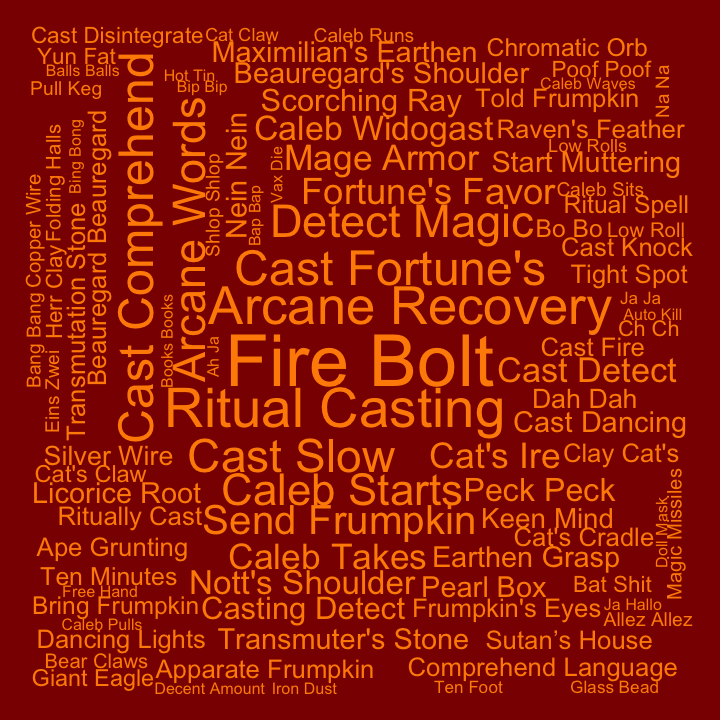 Cast Disintegrate
Cat Claw
Caleb Runs
Yun Fat
Maximilian's Earthen
Chromatic Orb
Balls Balls
Hot Tin
Beauregard's Shoulder
Poof Poof
Pull Keg
Bip Bip
Caleb Waves
Na Na
Scorching Ray
Told Frumpkin
Caleb Widogast
Raven's Feather
Low Rolls
Mage Armor
Start Muttering
Fortune's Favor
Caleb Sits
Ritual Spell
Detect Magic
Bo Bo
Low Roll
Cast Knock
Cast Fortune's
Tight Spot
Arcane Recovery
Ja Ja
Auto Kill
Ch Ch
Fire Bolt
Cast Fire
Cast Detect
Ritual Casting
Dah Dah
Cast Dancing
Cast Comprehend
Arcane Words
Nein Nein
Shlop Shlop
Bap Bap
Vax Die
Bing Bong
Beauregard Beauregard
Folding Halls
Copper Wire
Bang Bang
Herr Clay
Transmutation Stone
Eins Zwei
Books Books
Ah Ja
Silver Wire
Cast Slow
Cat's Ire
Clay Cat's
Cat's Claw
Licorice Root
Caleb Starts
Peck Peck
Ritually Cast
Send Frumpkin
Keen Mind
Cat's Cradle
Doll Mask
Magic Missiles
Ape Grunting
Caleb Takes
Earthen Grasp
Ten Minutes
Nott's Shoulder
Pearl Box
Bat Shit
Free Hand
Bring Frumpkin
Casting Detect
Frumpkin's Eyes
Ja Hallo
Caleb Pulls
Allez Allez
Dancing Lights
Transmuter's Stone
Sutan’s House
Bear Claws
Giant Eagle
Apparate Frumpkin
Comprehend Language
Decent Amount
Iron Dust
Ten Foot
Glass Bead